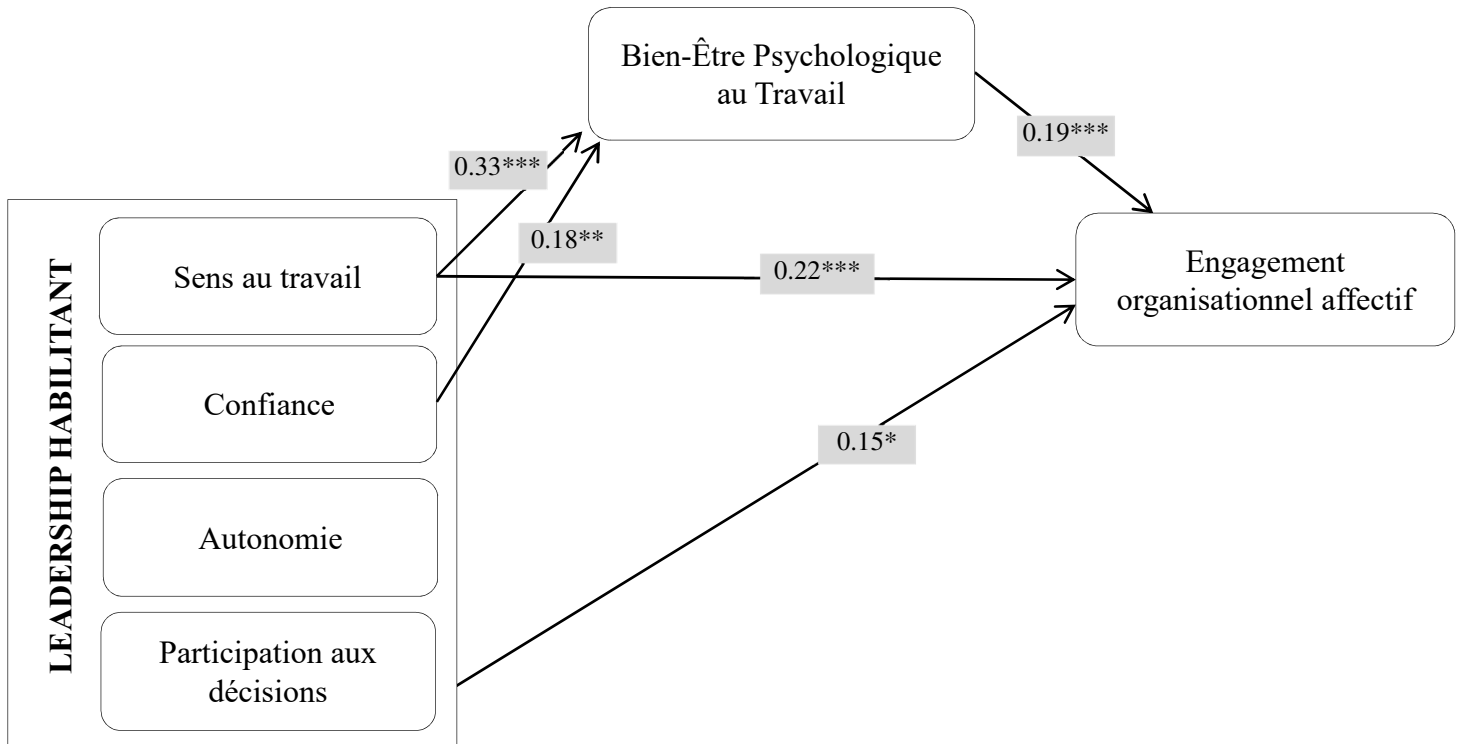 Bien-Être Psychologique
au Travail
0.19***
0.33***
0.18**
LEADERSHIP HABILITANT
Sens au travail
0.22***
Engagement
organisationnel affectif
Confiance
0.15*
Autonomie
Participation aux
décisions